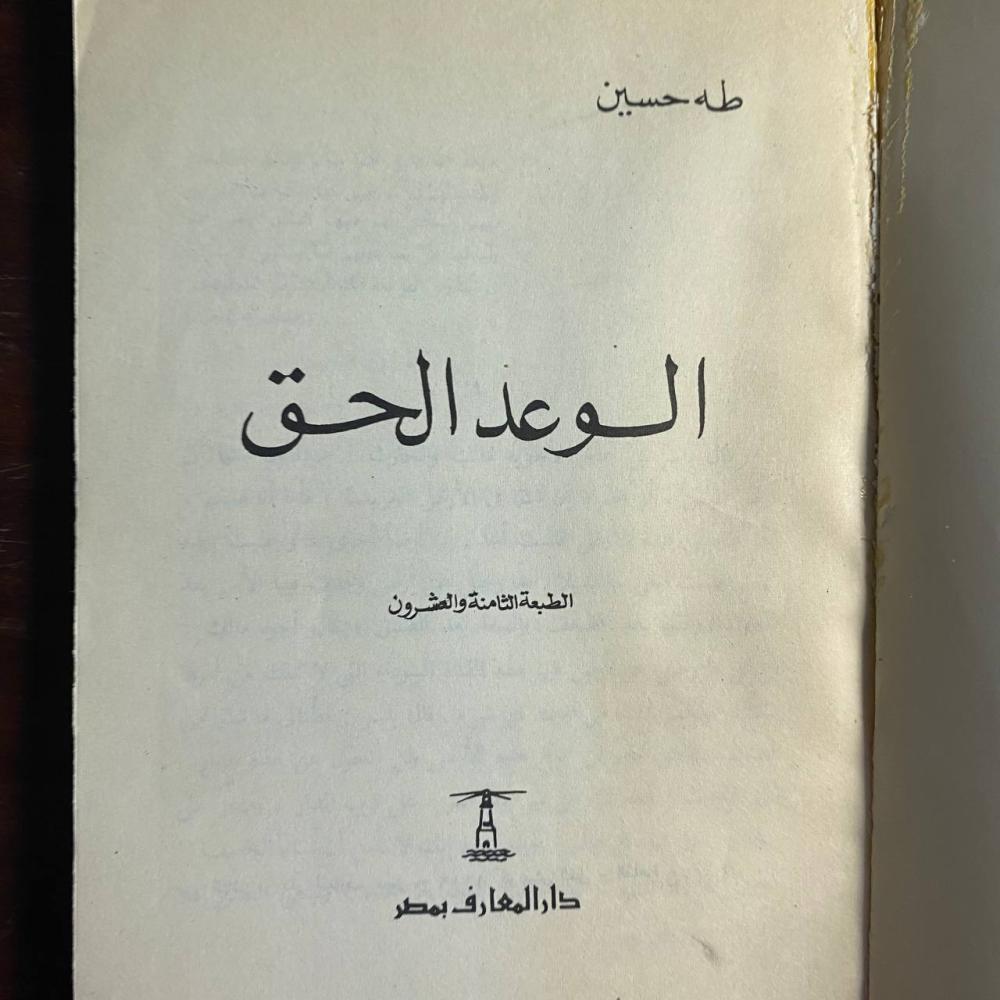 طه حسين
الوعد الحق
الطبعة الثامنة والعشرون
دار المعارف بمصر